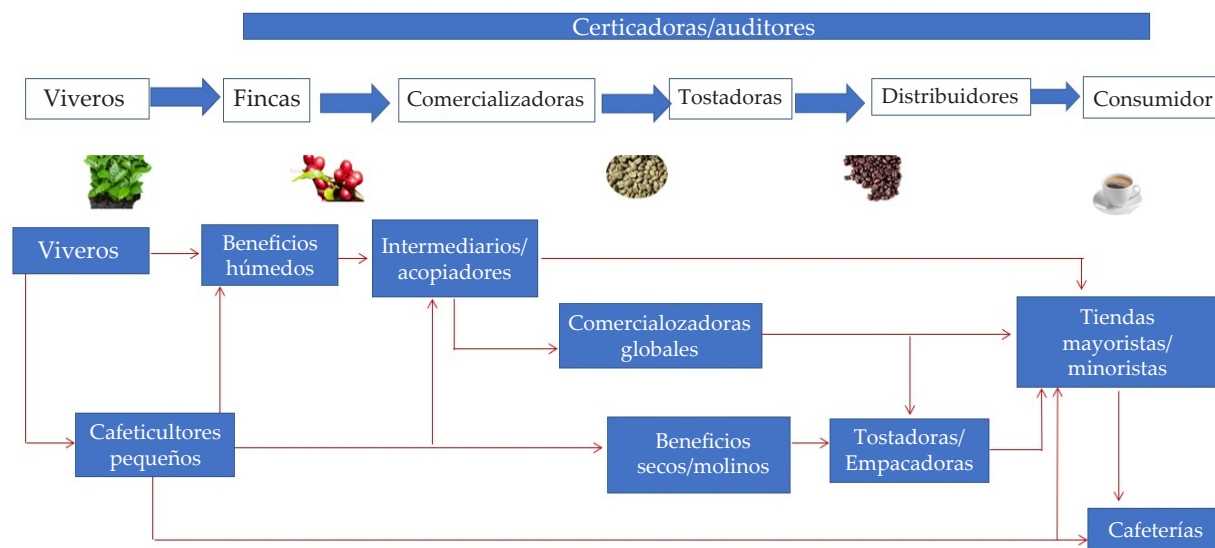 Certicadoras/auditores
Viveros
Fincas
Comercializadoras
Tostadoras
Distribuidores
Consumidor
Viveros
Beneficios
húmedos
Intermediarios/
acopiadores
Comercialozadoras
globales
Tiendas
mayoristas/
minoristas
Cafeticultores
pequeños
Beneficios
secos/molinos
Tostadoras/
Empacadoras
Cafeterías